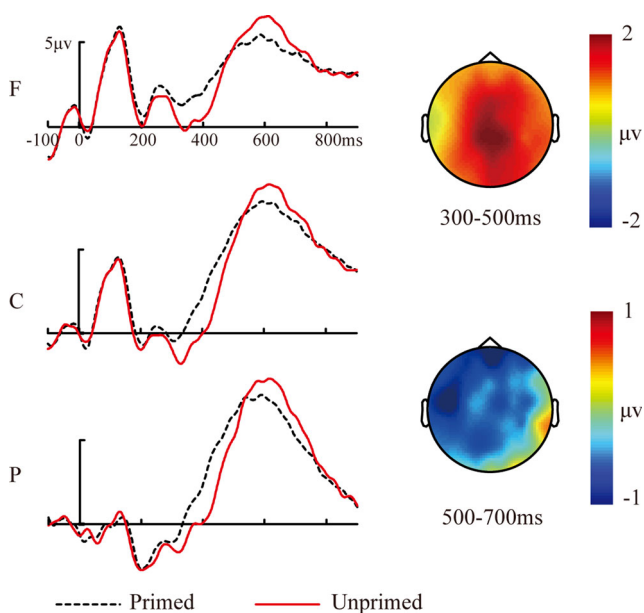 F
5μv
-100
0
200
400
600
800ms
C
P
Primed
Unprimed
300-500ms
2
μv
-2
500-700ms
1
μv
-1